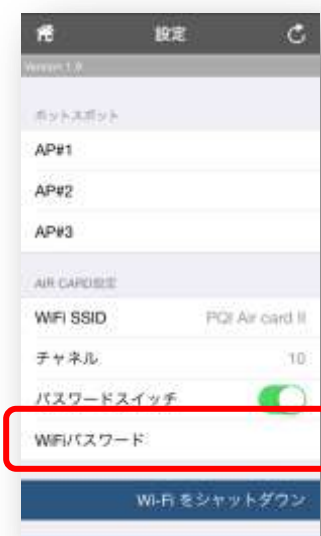 設定
Version 1.9
ホットスポット
AP#1
AP#2
AP#3
AIR CARD設定
WiFi SSID PQI Air card II
チャネル 10
パスワードスイッチ
WiFiパスワード
Wi-Fi をシャットダウン